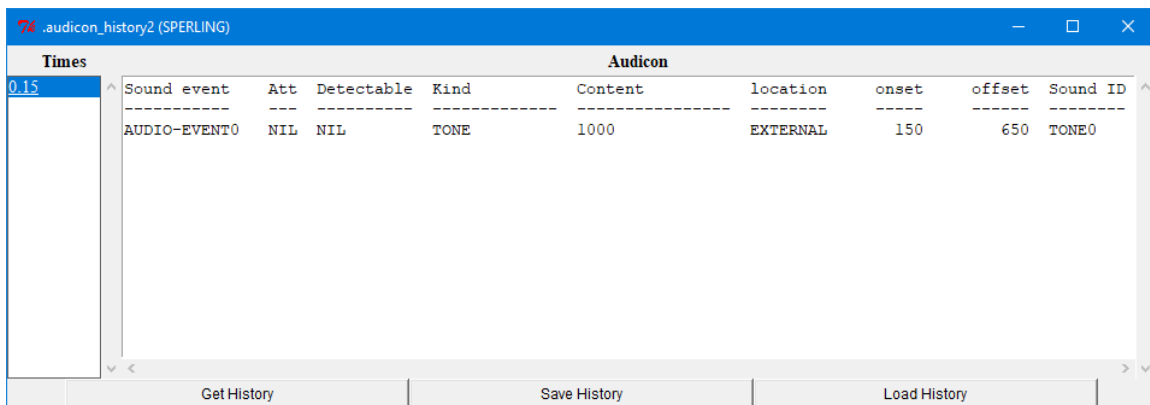 .audicon_history2 (SPERLING)
Times Audicon
0.15
Sound event Att Detectable Kind Content location onset offset Sound ID
----------- --- ---------- ------------- ---------------- -------- ----- ------ --------
AUDIO-EVENT0 NIL NIL TONE 1000 EXTERNAL 150 650 TONE0
Get History Save History Load History